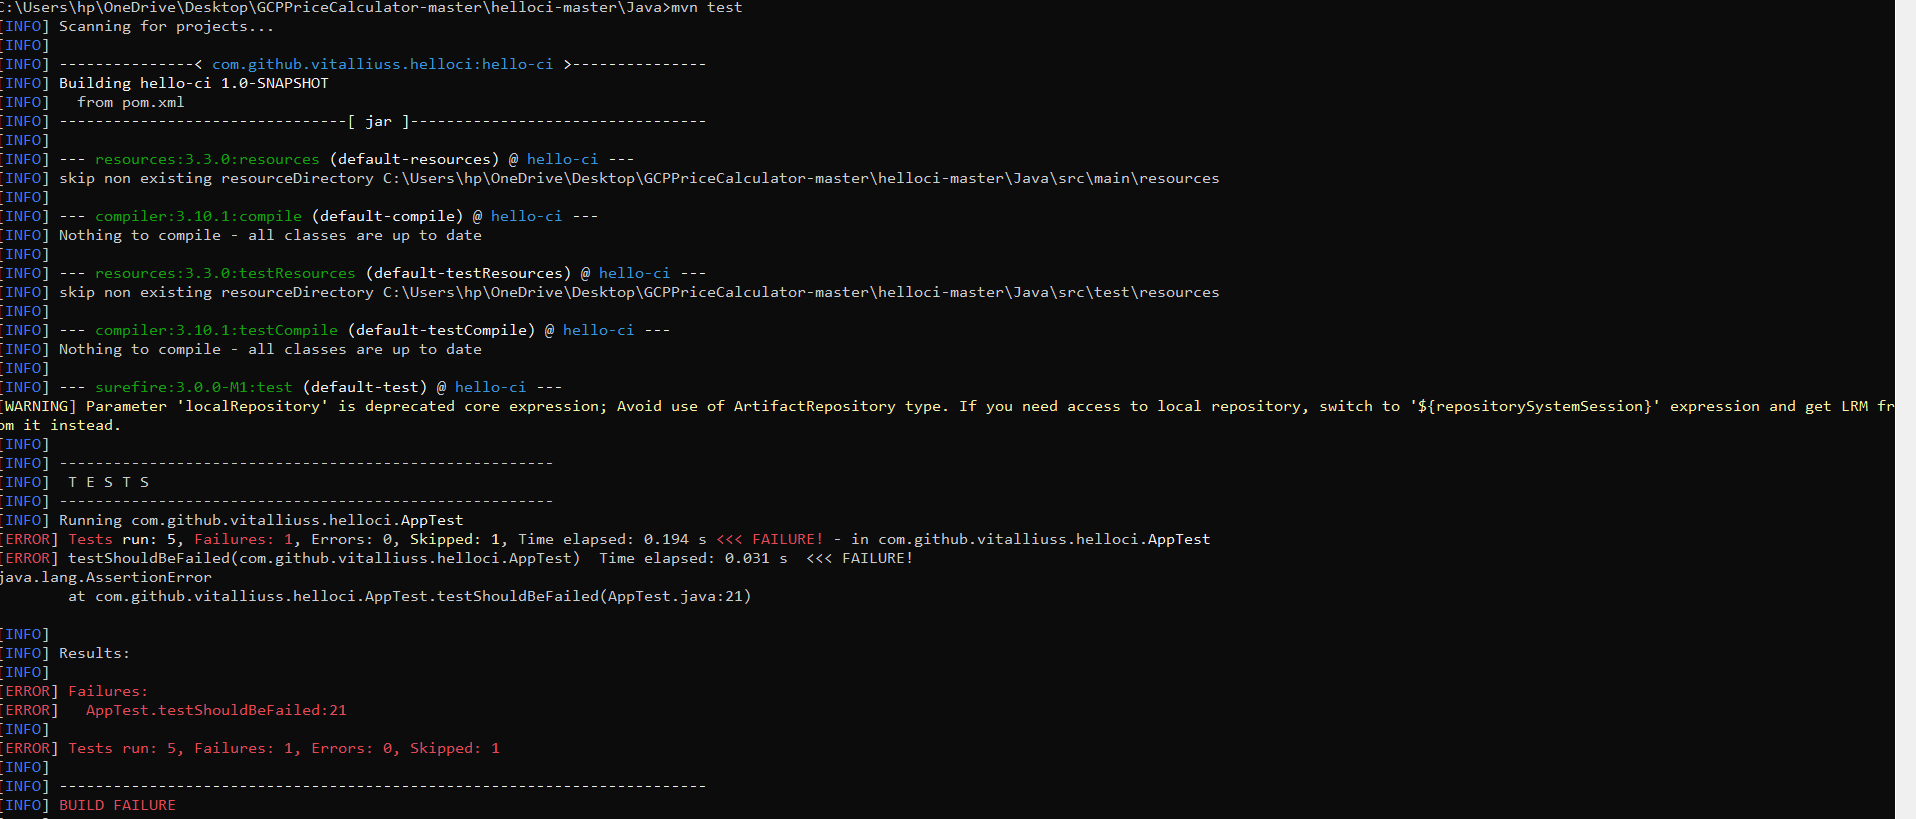 C:\Users\hp\OneDrive\Desktop\GCPPriceCalculator-master\helloci-master\Java>mvn test
[INFO] Scanning for projects...
[INFO]
[INFO] ---------------< com.github.vitalliuss.helloci:hello-ci >---------------
[INFO] Building hello-ci 1.0-SNAPSHOT
[INFO]   from pom.xml
[INFO] --------------------------------[ jar ]---------------------------------
[INFO]
[INFO] --- resources:3.3.0:resources (default-resources) @ hello-ci ---
[INFO] skip non existing resourceDirectory C:\Users\hp\OneDrive\Desktop\GCPPriceCalculator-master\helloci-master\Java\src\main\resources
[INFO]
[INFO] --- compiler:3.10.1:compile (default-compile) @ hello-ci ---
[INFO] Nothing to compile - all classes are up to date
[INFO]
[INFO] --- resources:3.3.0:testResources (default-testResources) @ hello-ci ---
[INFO] skip non existing resourceDirectory C:\Users\hp\OneDrive\Desktop\GCPPriceCalculator-master\helloci-master\Java\src\test\resources
[INFO]
[INFO] --- compiler:3.10.1:testCompile (default-testCompile) @ hello-ci ---
[INFO] Nothing to compile - all classes are up to date
[INFO]
[INFO] --- surefire:3.0.0-M1:test (default-test) @ hello-ci ---
[WARNING] Parameter 'localRepository' is deprecated core expression; Avoid use of ArtifactRepository type. If you need access to local repository, switch to '${repositorySystemSession}' expression and get LRM fr
om it instead.
[INFO]
[INFO] -------------------------------------------------------
[INFO]  T E S T S
[INFO] -------------------------------------------------------
[INFO] Running com.github.vitalliuss.helloci.AppTest
[ERROR] Tests run: 5, Failures: 1, Errors: 0, Skipped: 1, Time elapsed: 0.194 s <<< FAILURE! - in com.github.vitalliuss.helloci.AppTest
[ERROR] testShouldBeFailed(com.github.vitalliuss.helloci.AppTest)  Time elapsed: 0.031 s  <<< FAILURE!
java.lang.AssertionError
        at com.github.vitalliuss.helloci.AppTest.testShouldBeFailed(AppTest.java:21)
[INFO]
[INFO] Results:
[INFO]
[ERROR] Failures:
[ERROR]   AppTest.testShouldBeFailed:21
[INFO]
[ERROR] Tests run: 5, Failures: 1, Errors: 0, Skipped: 1
[INFO]
[INFO] ------------------------------------------------------------------------
[INFO] BUILD FAILURE